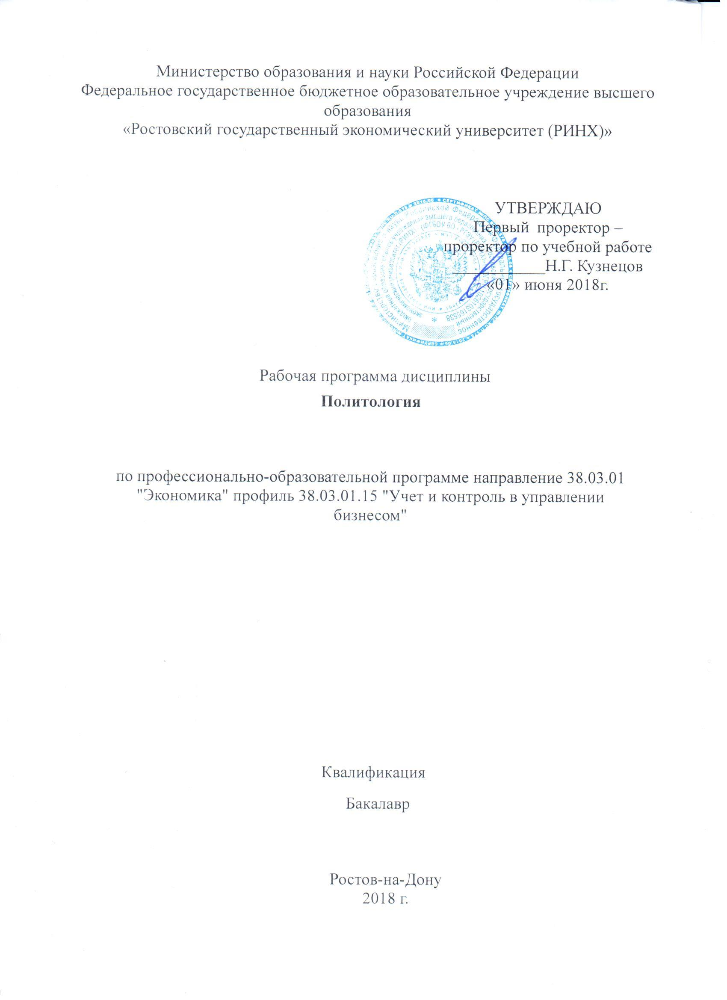 Министерство образования и науки Российской Федерации
Федеральное государственное бюджетное образовательное учреждение высшего
образования
«Ростовский государственный экономический университет (РИНХ)»
УТВЕРЖДАЮ
Первый проректор –
проректор по учебной работе
____________Н.Г. Кузнецов
«01» июня 2018г.
Рабочая программа дисциплины
Политология
по профессионально-образовательной программе направление 38.03.01
"Экономика" профиль 38.03.01.15 "Учет и контроль в управлении
бизнесом"
Квалификация
Бакалавр
Ростов-на-Дону
2018 г.